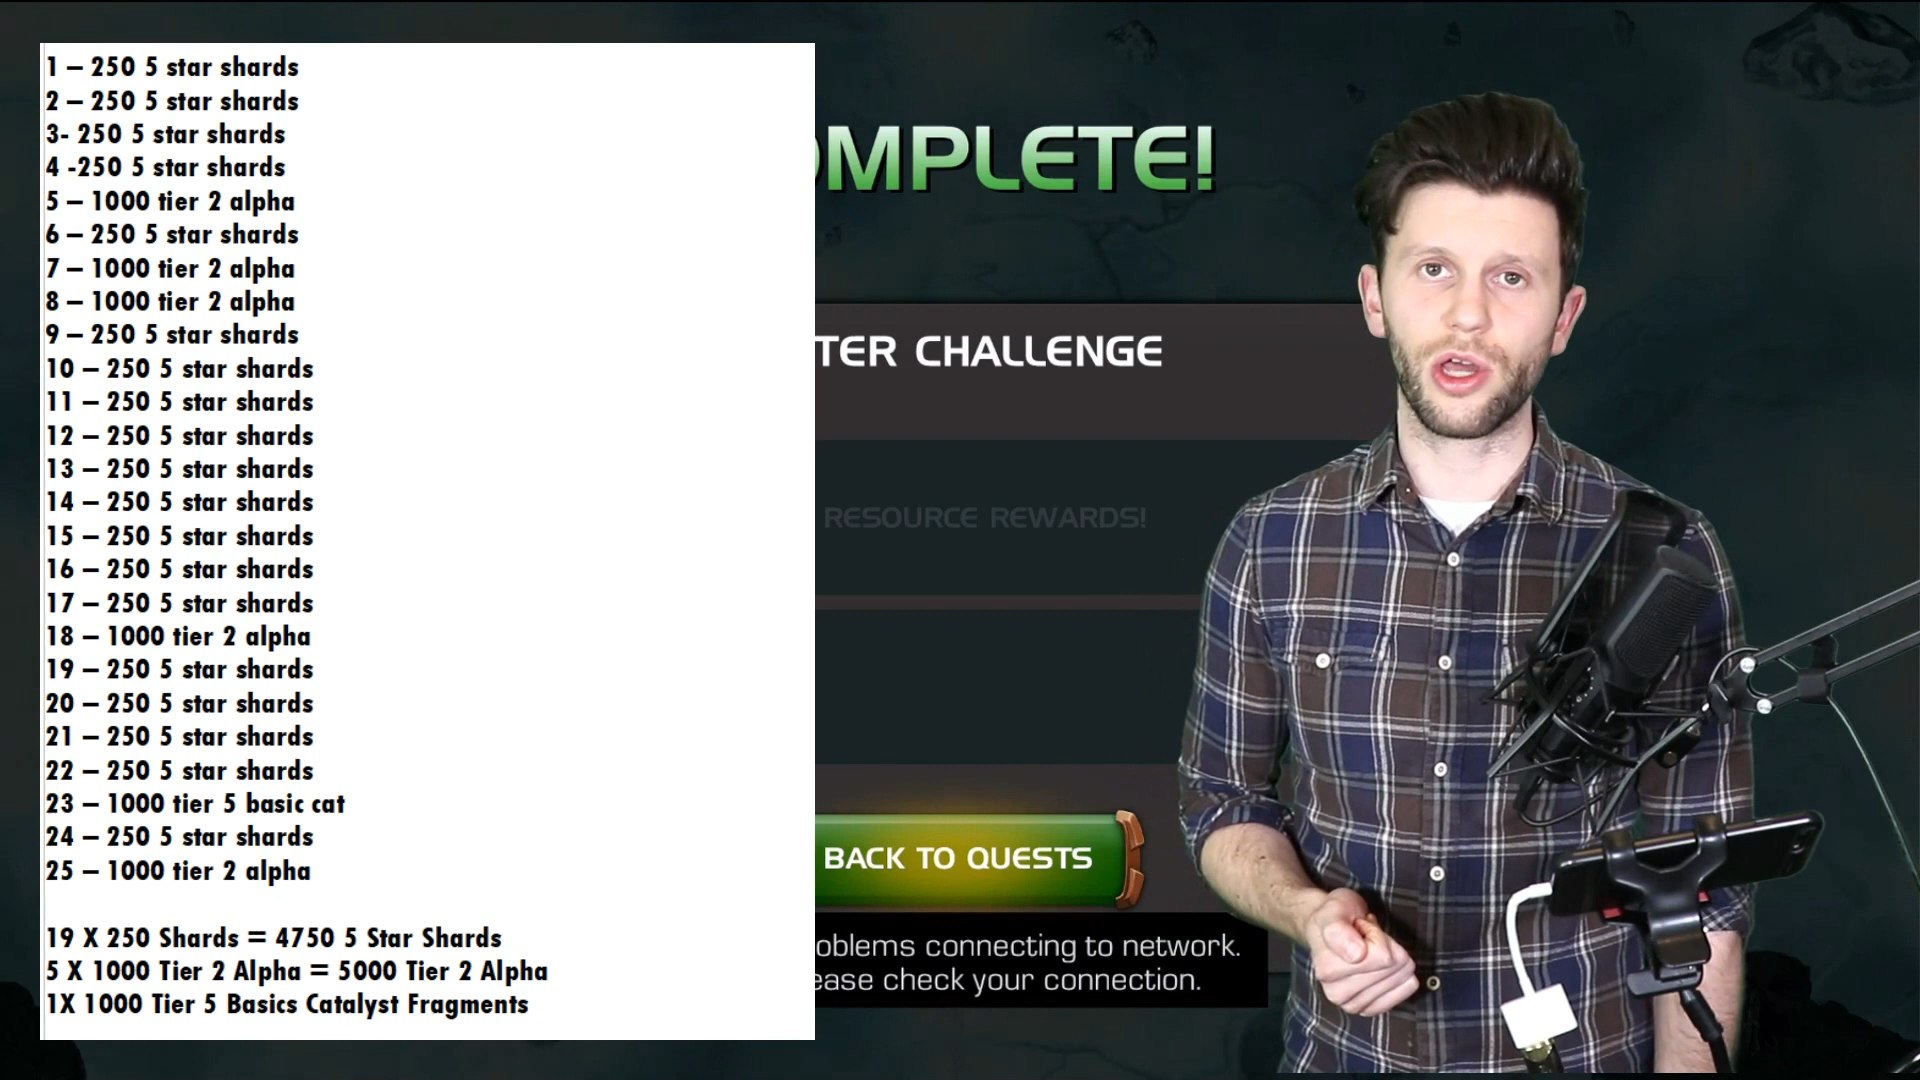 1 – 250 5 star shards
2 – 250 5 star shards
3- 250 5 star shards
4 -250 5 star shards
5 – 1000 tier 2 alpha
6 – 250 5 star shards
7 – 1000 tier 2 alpha
8 – 1000 tier 2 alpha
9 – 250 5 star shards
10 – 250 5 star shards
11 – 250 5 star shards
12 – 250 5 star shards
13 – 250 5 star shards
14 – 250 5 star shards
15 – 250 5 star shards
16 – 250 5 star shards
17 – 250 5 star shards
18 – 1000 tier 2 alpha
19 – 250 5 star shards
20 – 250 5 star shards
21 – 250 5 star shards
22 – 250 5 star shards
23 – 1000 tier 5 basic cat
24 – 250 5 star shards
25 – 1000 tier 2 alpha
19 X 250 Shards = 4750 5 Star Shards
5 X 1000 Tier 2 Alpha = 5000 Tier 2 Alpha
1X 1000 Tier 5 Basics Catalyst Fragments
OMPLETE!
TER CHALLENGE
RESOURCE REWARDS!
BACK TO QUESTS
oblems connecting to network.
ease check your connection.